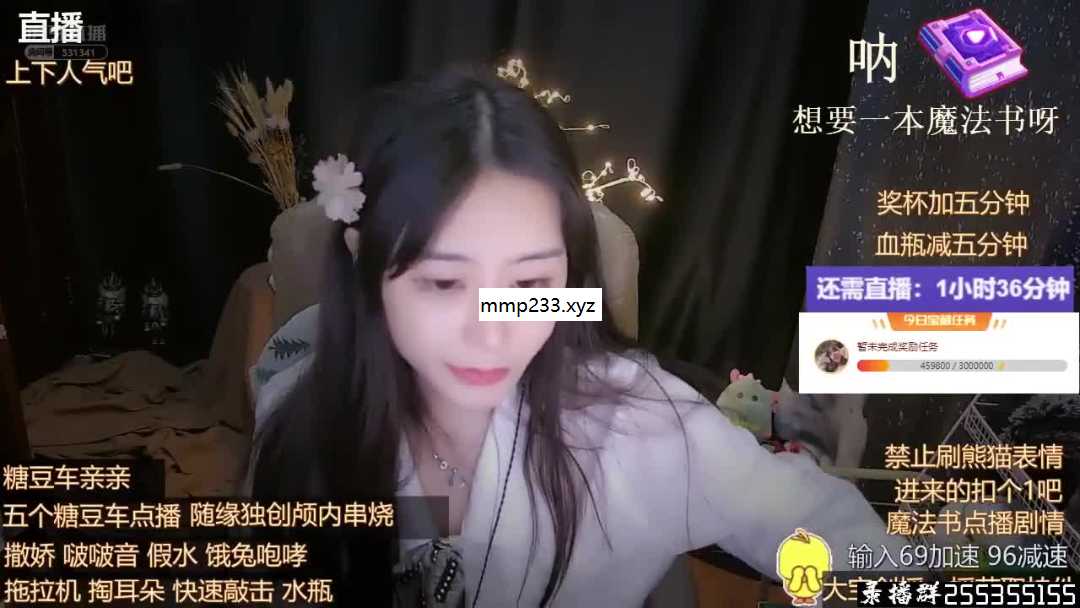 直播
531341
上下人气吧
呐
想要一本魔法书呀
奖杯加五分钟
血瓶减五分钟
还需直播：1小时36分钟
今日宝藏任务
暂未完成奖励任务
459800 / 3000000
mmp233.xyz
糖豆车亲亲
五个糖豆车点播 随缘独创颅内串烧
撒娇 啵啵音 假水 饿兔咆哮
拖拉机 掏耳朵 快速敲击 水瓶
禁止刷熊猫表情
进来的扣个1吧
魔法书点播剧情
输入69加速 96减速
录播群255355155